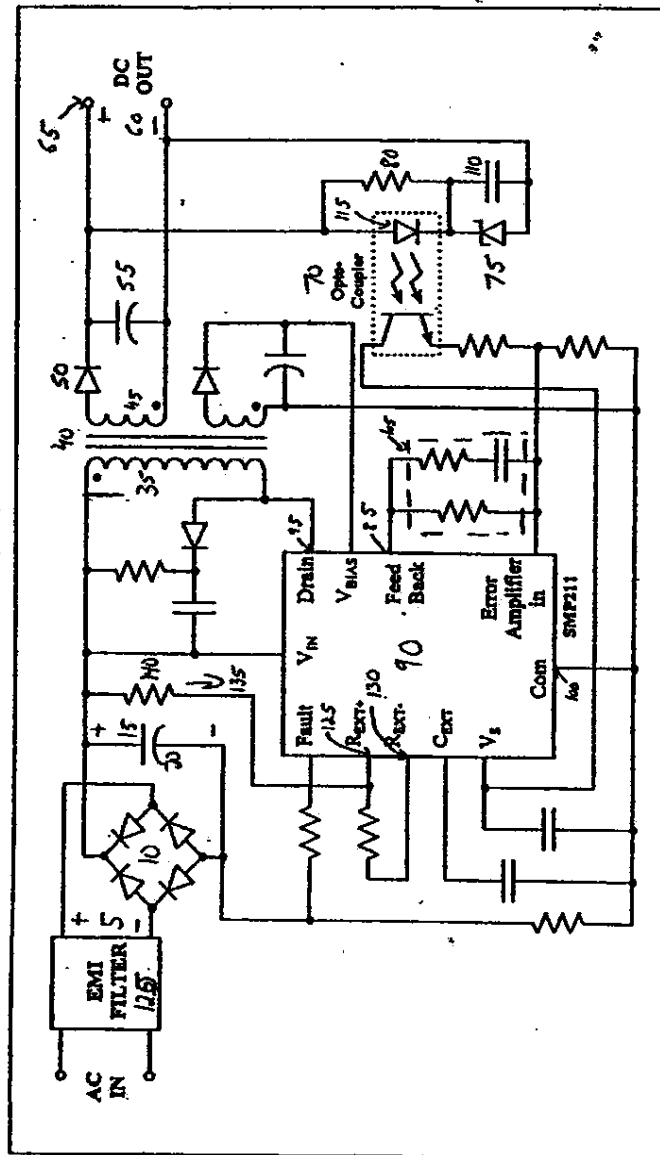 AC
IN
EMI
FILTER
120
+
5
−
10
+
15
20
−
140
135
35
40
45
50
55
65
+
60
−
DC
OUT
Fault
V_IN
Drain
95
V_BIAS
85
Feed
Back
90
125
R_EXT+
130
R_EXT-
C_EXT
V_S
Com
100
Error
Amplifier
in
SMP211
70
Opto-
Coupler
115
80
110
75